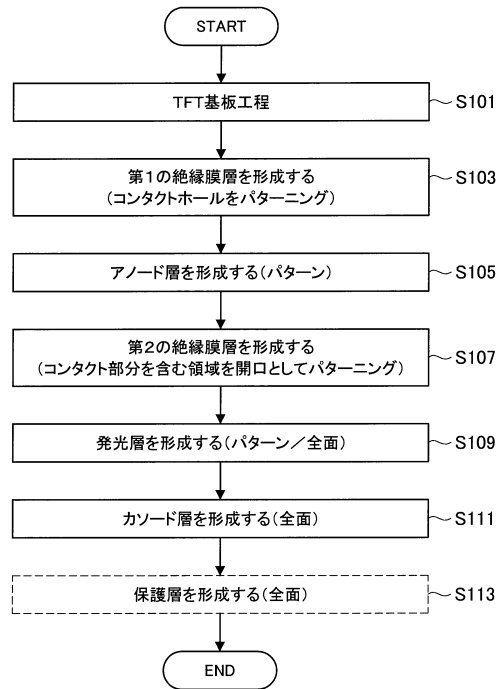 START
TFT基板工程
S101
第1の絶縁膜層を形成する
(コンタクトホールをパターニング)
S103
アノード層を形成する(パターン)
S105
第2の絶縁膜層を形成する
(コンタクト部分を含む領域を開口としてパターニング)
S107
発光層を形成する(パターン/全面)
S109
カソード層を形成する(全面)
S111
保護層を形成する(全面)
S113
END